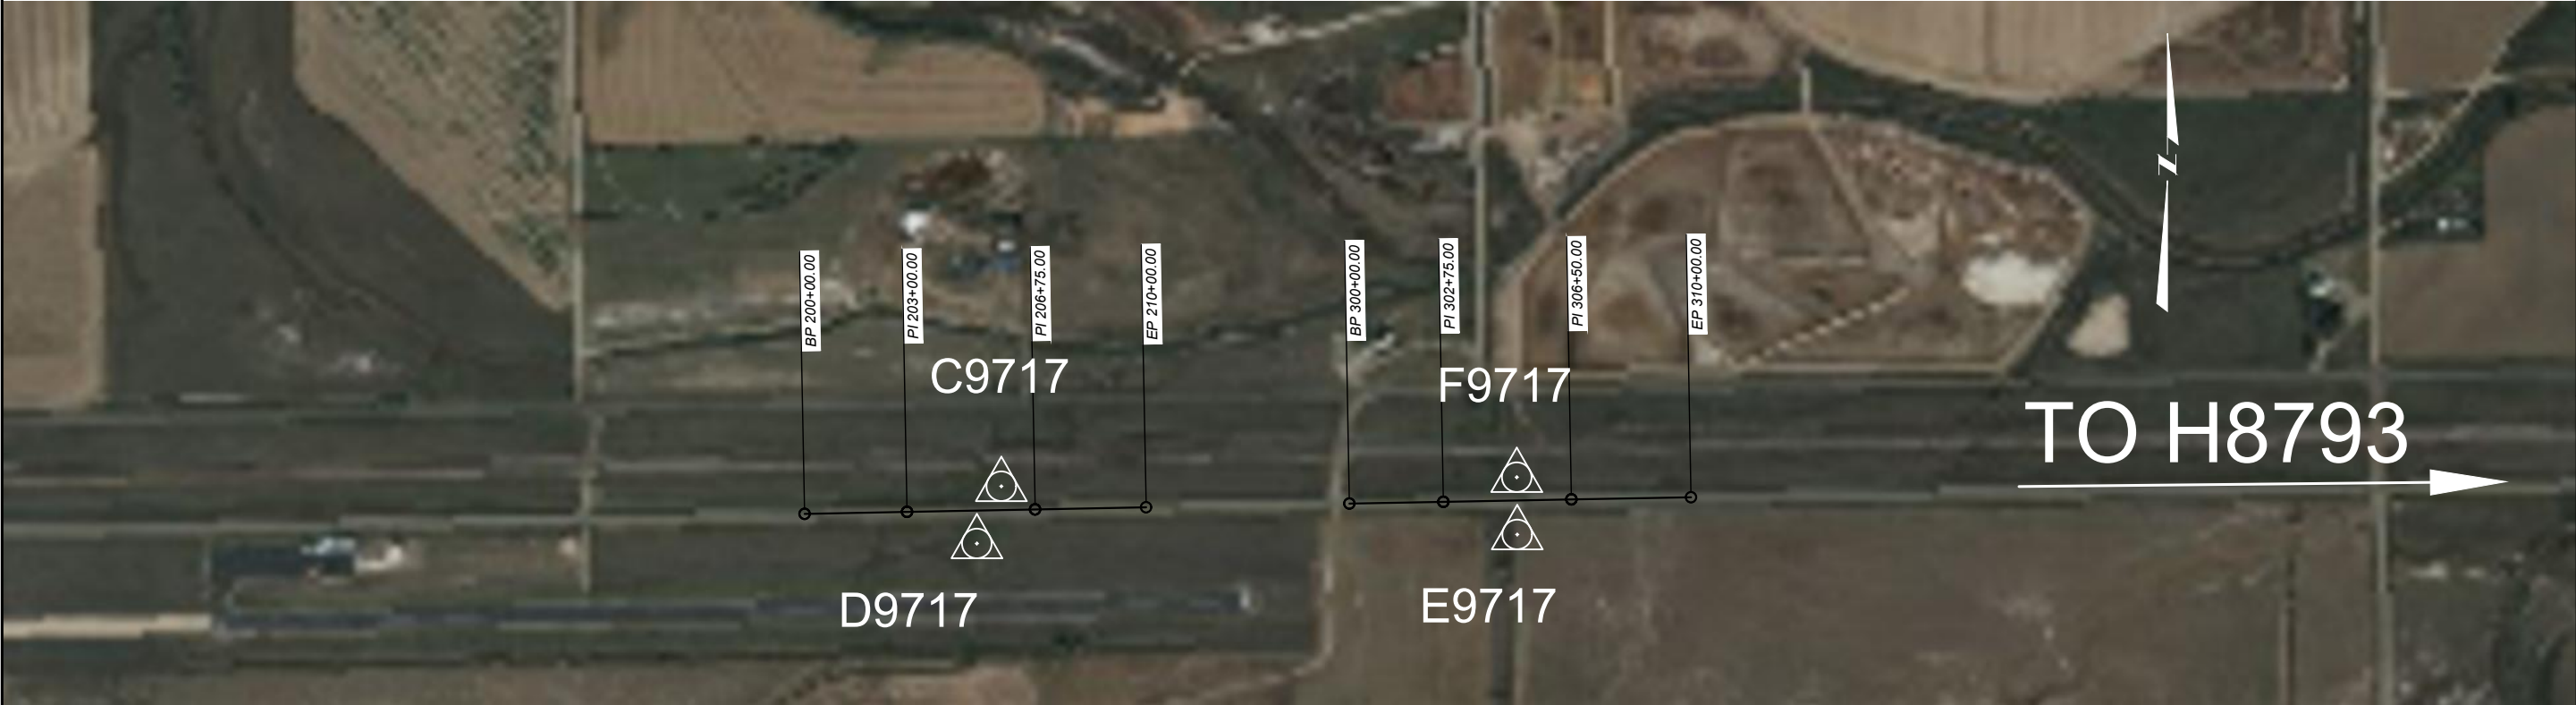 BP 200+00.00
PI 203+00.00
PI 206+75.00
EP 210+00.00
BP 300+00.00
PI 302+75.00
PI 306+50.00
EP 310+00.00
C9717
F9717
TO H8793
D9717
E9717
N